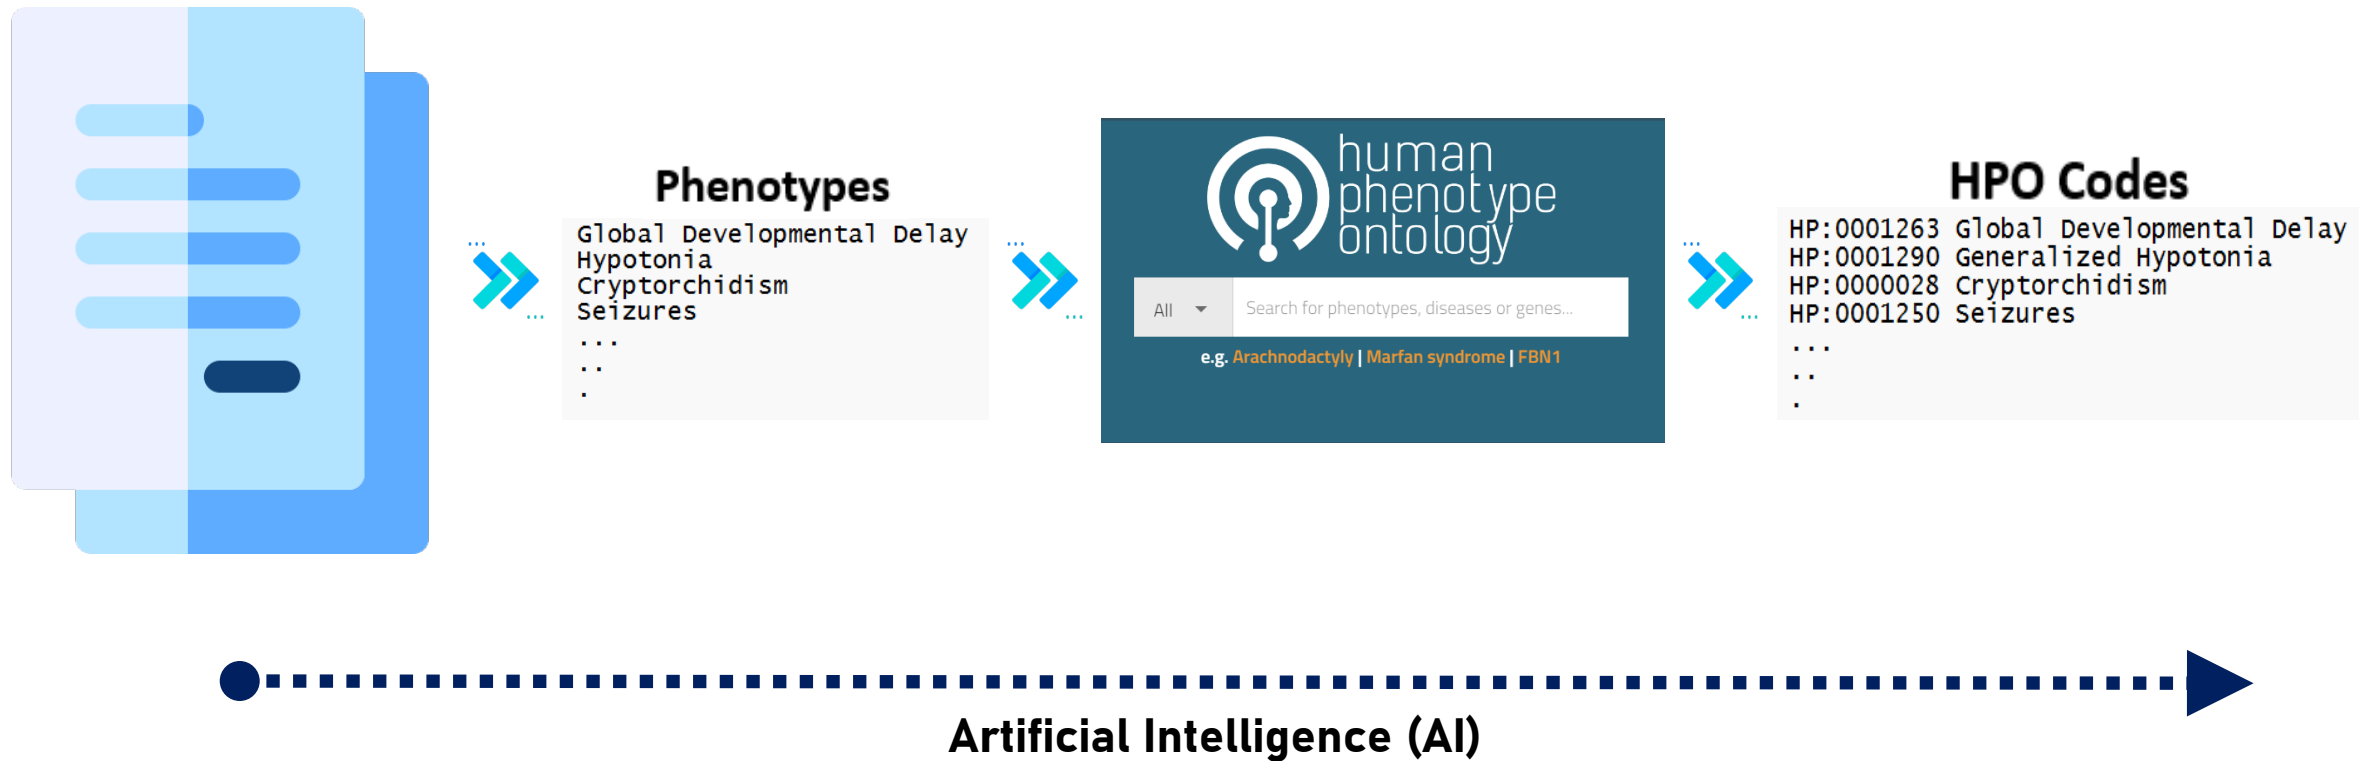 Phenotypes
Global Developmental Delay
Hypotonia
Cryptorchidism
Seizures
...
..
.
human
phenotype
ontology
All
Search for phenotypes, diseases or genes...
e.g. Arachnodactyly | Marfan syndrome | FBN1
HPO Codes
HP:0001263 Global Developmental Delay
HP:0001290 Generalized Hypotonia
HP:0000028 Cryptorchidism
HP:0001250 Seizures
...
..
.
Artificial Intelligence (AI)